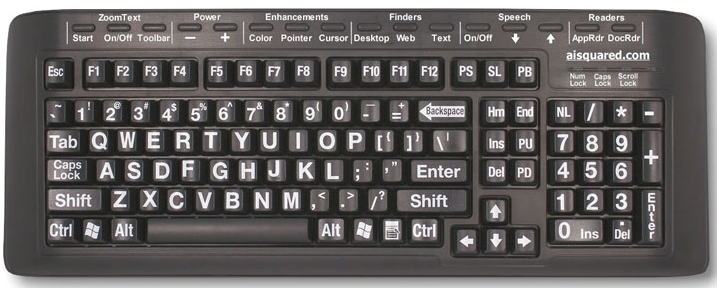 ZoomText Power Enhancements Finders Speech Readers
Start On/Off Toolbar − + Color Pointer Cursor Desktop Web Text On/Off AppRdr DocRdr
aisquared.com
Esc F1 F2 F3 F4 F5 F6 F7 F8 F9 F10 F11 F12 PS SL PB
Num Lock Caps Lock Scroll Lock
` ~ 1 ! 2 @ 3 # 4 $ 5 % 6 ^ 7 & 8 * 9 ( 0 ) - _ = + Backspace Hm End NL / * -
Tab Q W E R T Y U I O P [ { ] } \ | Ins PU 7 8 9 +
Caps Lock A S D F G H J K L ; : ' " Enter Del PD 4 5 6
Shift Z X C V B N M , < . > / ? Shift 1 2 3 Enter
Ctrl Alt Alt Ctrl 0 Ins . Del